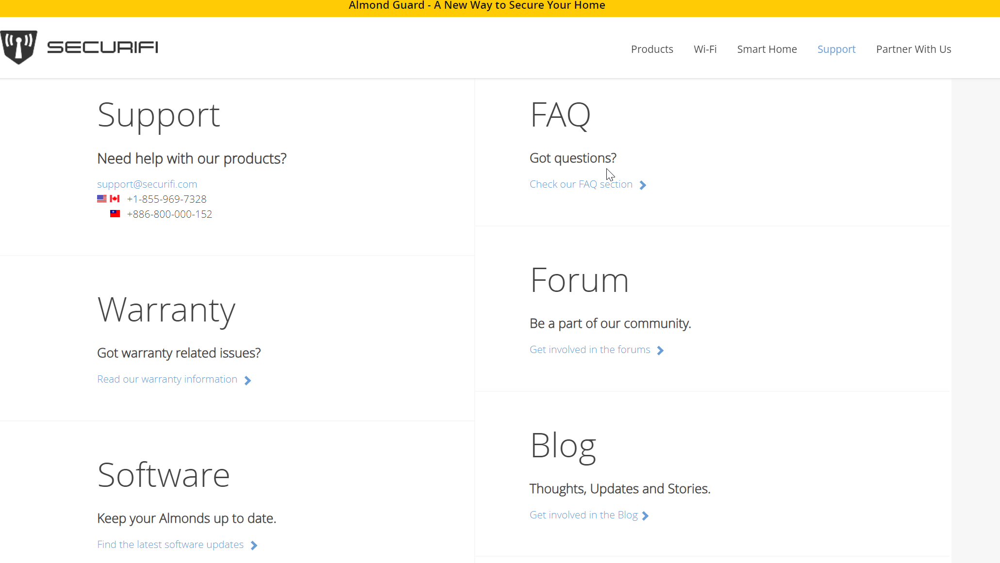 Almond Guard - A New Way to Secure Your Home
SECURIFI
Products Wi-Fi Smart Home Support Partner With Us
Support
Need help with our products?
support@securifi.com
+1-855-969-7328
+886-800-000-152
Warranty
Got warranty related issues?
Read our warranty information
Software
Keep your Almonds up to date.
Find the latest software updates
FAQ
Got questions?
Check our FAQ section
Forum
Be a part of our community.
Get involved in the forums
Blog
Thoughts, Updates and Stories.
Get involved in the Blog